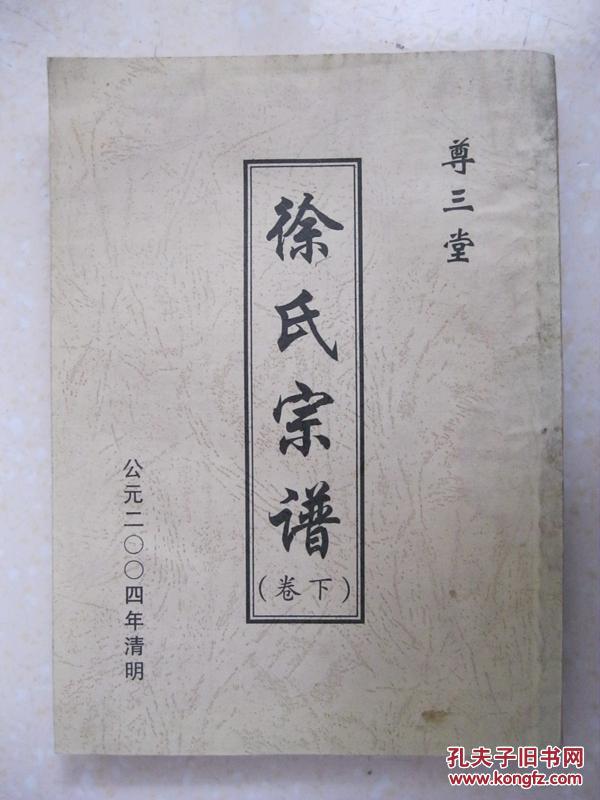 尊三堂
徐氏宗谱
（卷下）
公元二〇〇四年清明
孔夫子旧书网
www.kongfz.com